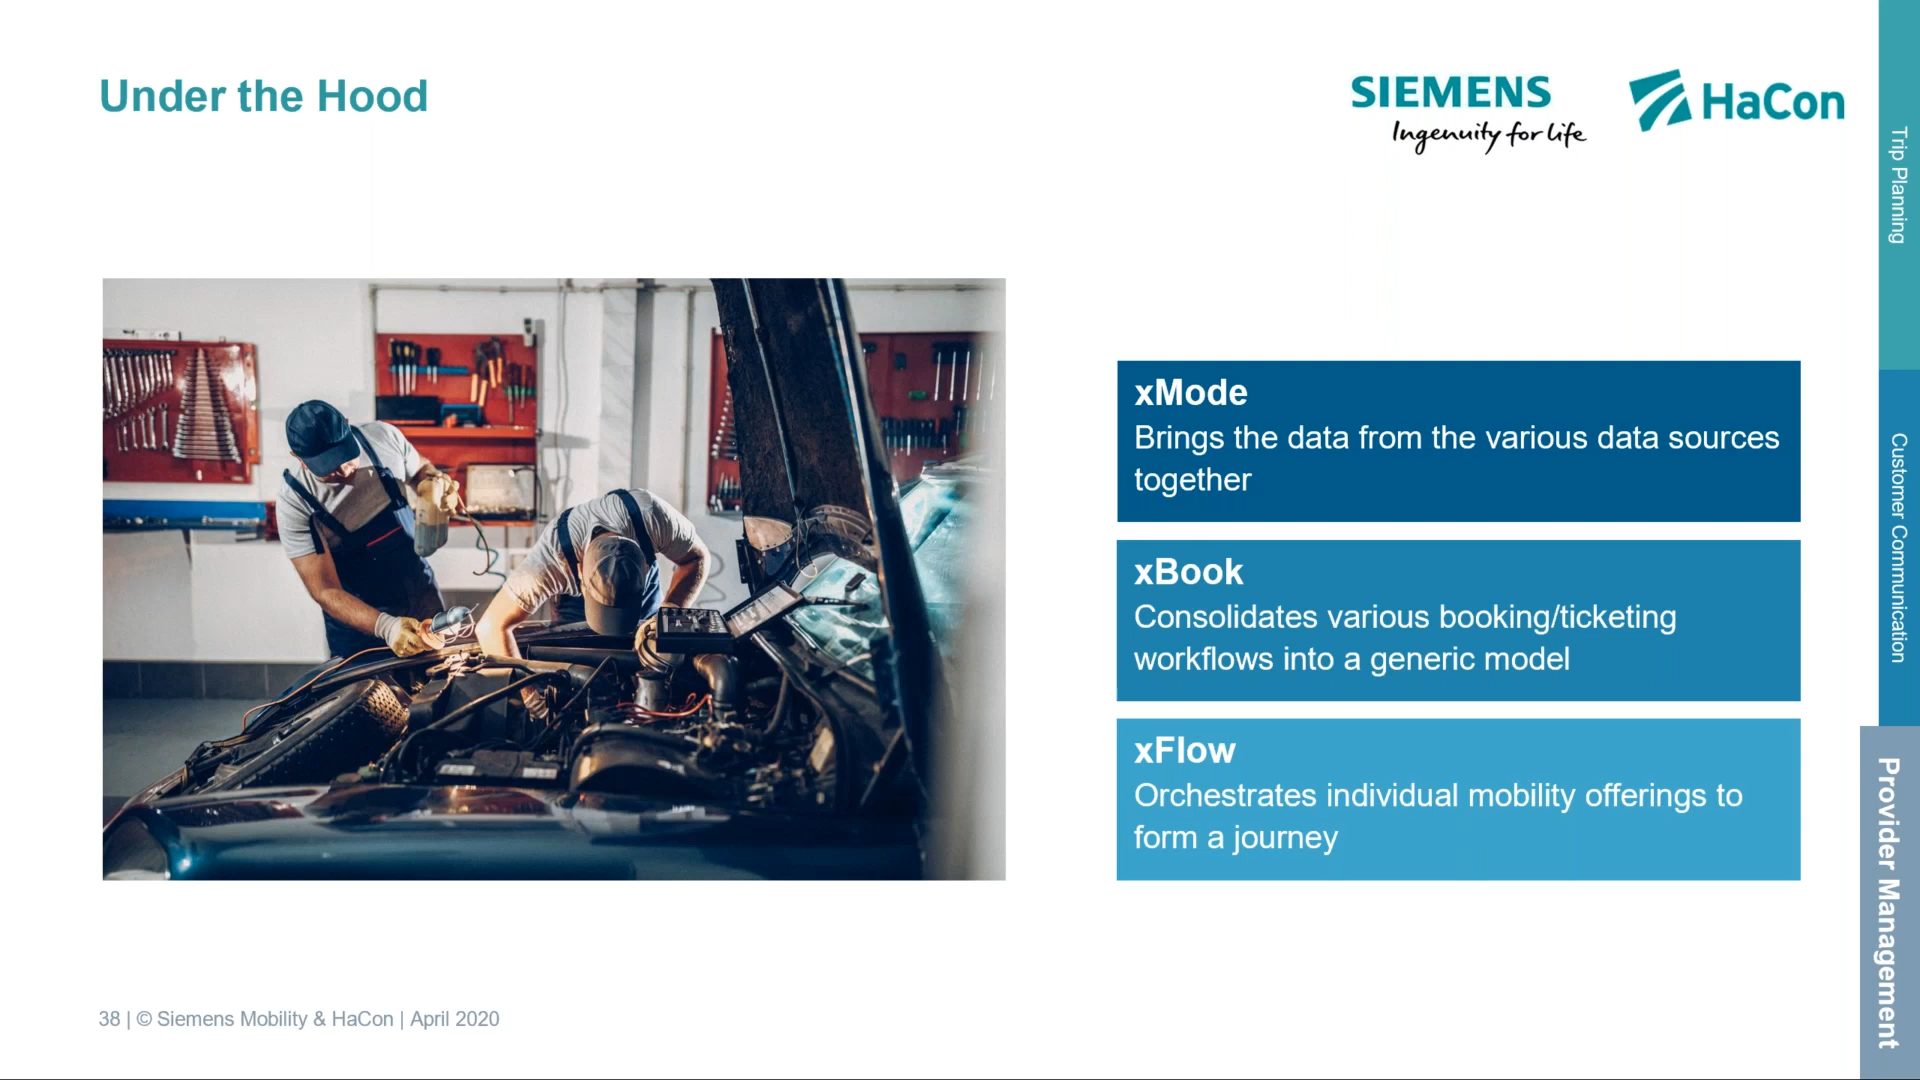 Under the Hood
SIEMENS
Ingenuity for life
HaCon
xMode
Brings the data from the various data sources
together
xBook
Consolidates various booking/ticketing
workflows into a generic model
xFlow
Orchestrates individual mobility offerings to
form a journey
Trip Planning
Customer Communication
Provider Management
38 | © Siemens Mobility & HaCon | April 2020